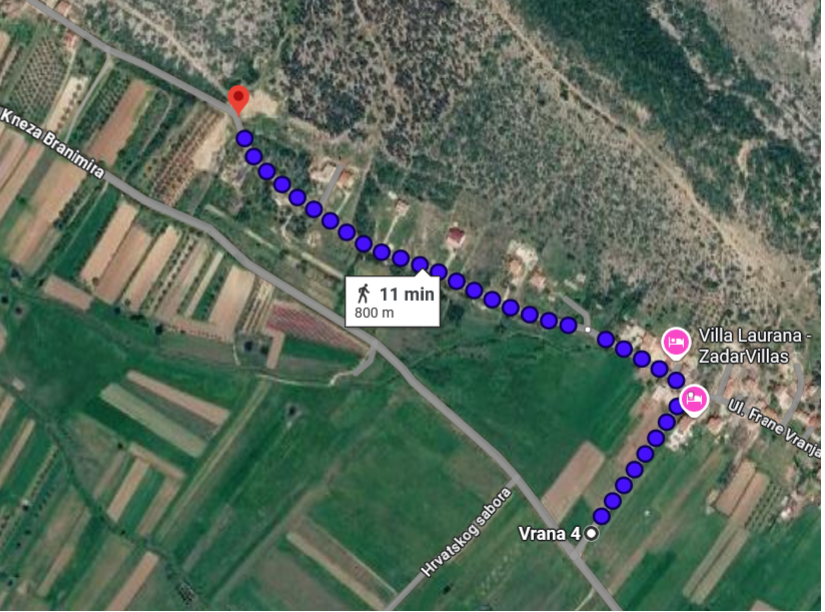 Kneza Branimira
11 min
800 m
Villa Laurana -
ZadarVillas
Ul. Frane Vranja
Vrana 4
Hrvatskog sabora